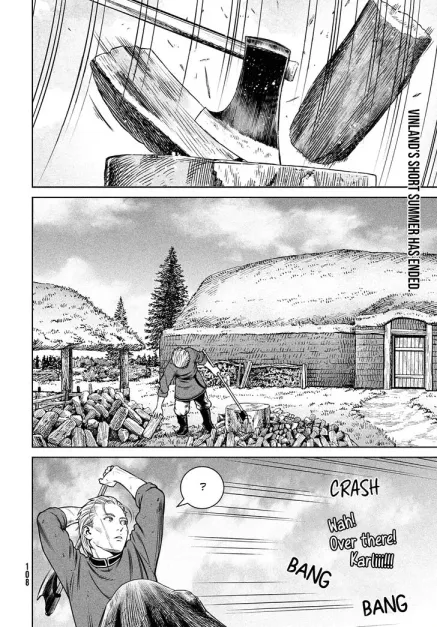 VINLAND'S SHORT SUMMER HAS ENDED.
?
CRASH
Wah!
Over there!
Karliii!!!
BANG
BANG
108